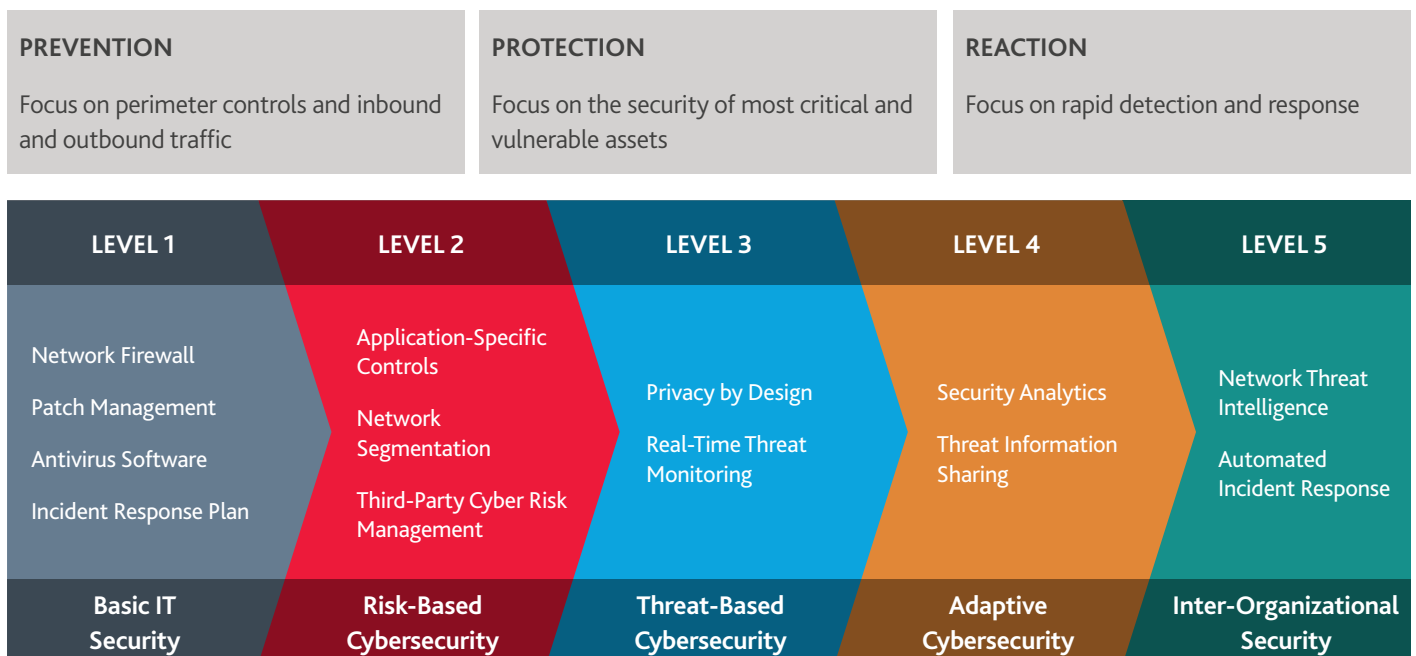 PREVENTION
Focus on perimeter controls and inbound
and outbound traffic
PROTECTION
Focus on the security of most critical and
vulnerable assets
REACTION
Focus on rapid detection and response
LEVEL 1
Network Firewall
Patch Management
Antivirus Software
Incident Response Plan
Basic IT
Security
LEVEL 2
Application-Specific
Controls
Network
Segmentation
Third-Party Cyber Risk
Management
Risk-Based
Cybersecurity
LEVEL 3
Privacy by Design
Real-Time Threat
Monitoring
Threat-Based
Cybersecurity
LEVEL 4
Security Analytics
Threat Information
Sharing
Adaptive
Cybersecurity
LEVEL 5
Network Threat
Intelligence
Automated
Incident Response
Inter-Organizational
Security